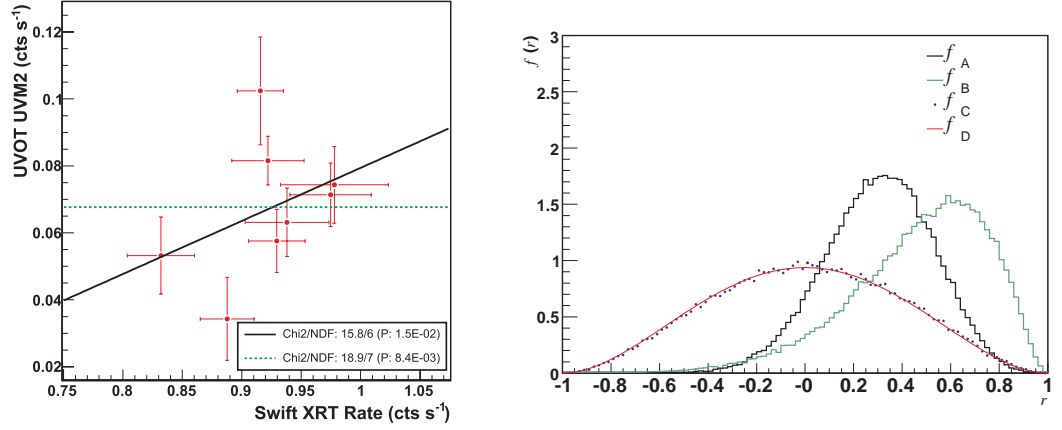 UVOT UVM2 (cts s-1)
0.12
0.1
0.08
0.06
0.04
0.02
Chi2/NDF: 15.8/6 (P: 1.5E-02)
Chi2/NDF: 18.9/7 (P: 8.4E-03)
0.75 0.8 0.85 0.9 0.95 1 1.05
Swift XRT Rate (cts s-1)
f (r)
3
2.5
2
1.5
1
0.5
0
f A
f B
f C
f D
-1 -0.8 -0.6 -0.4 -0.2 -0 0.2 0.4 0.6 0.8 1
r